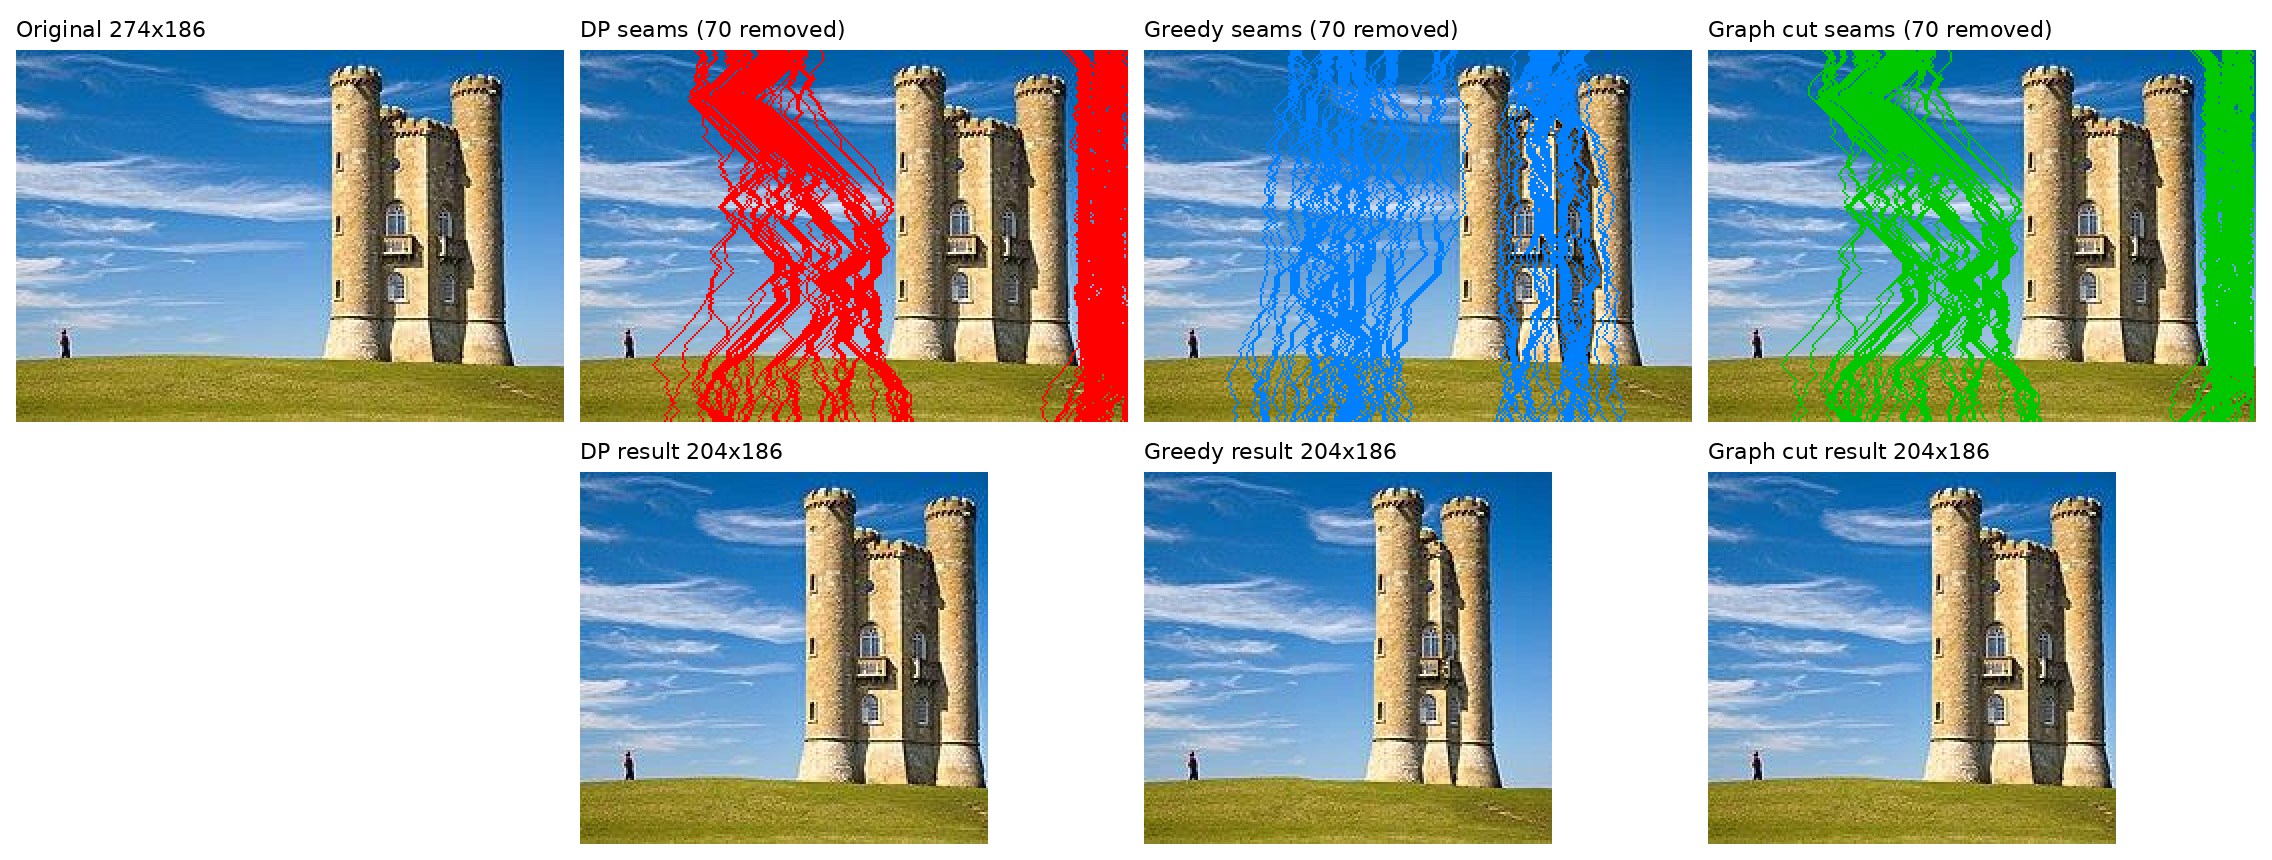 Original 274x186
DP seams (70 removed)
Greedy seams (70 removed)
Graph cut seams (70 removed)
DP result 204x186
Greedy result 204x186
Graph cut result 204x186